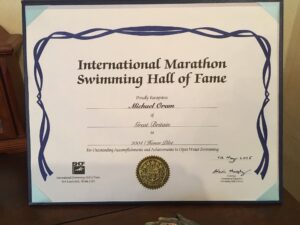 International Marathon
Swimming Hall of Fame
Proudly Recognizes
Michael Oram
of
Great Britain
as
2004 Honor Pilot
For Outstanding Accomplishments and Achievements in Open Water Swimming